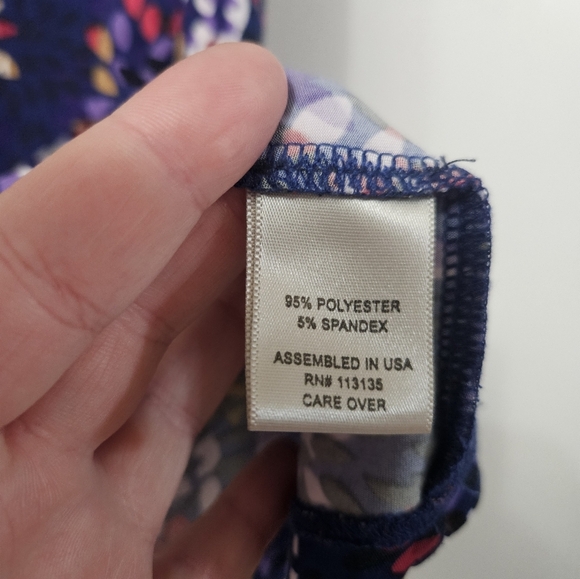 95% POLYESTER
5% SPANDEX
ASSEMBLED IN USA
RN# 113135
CARE OVER